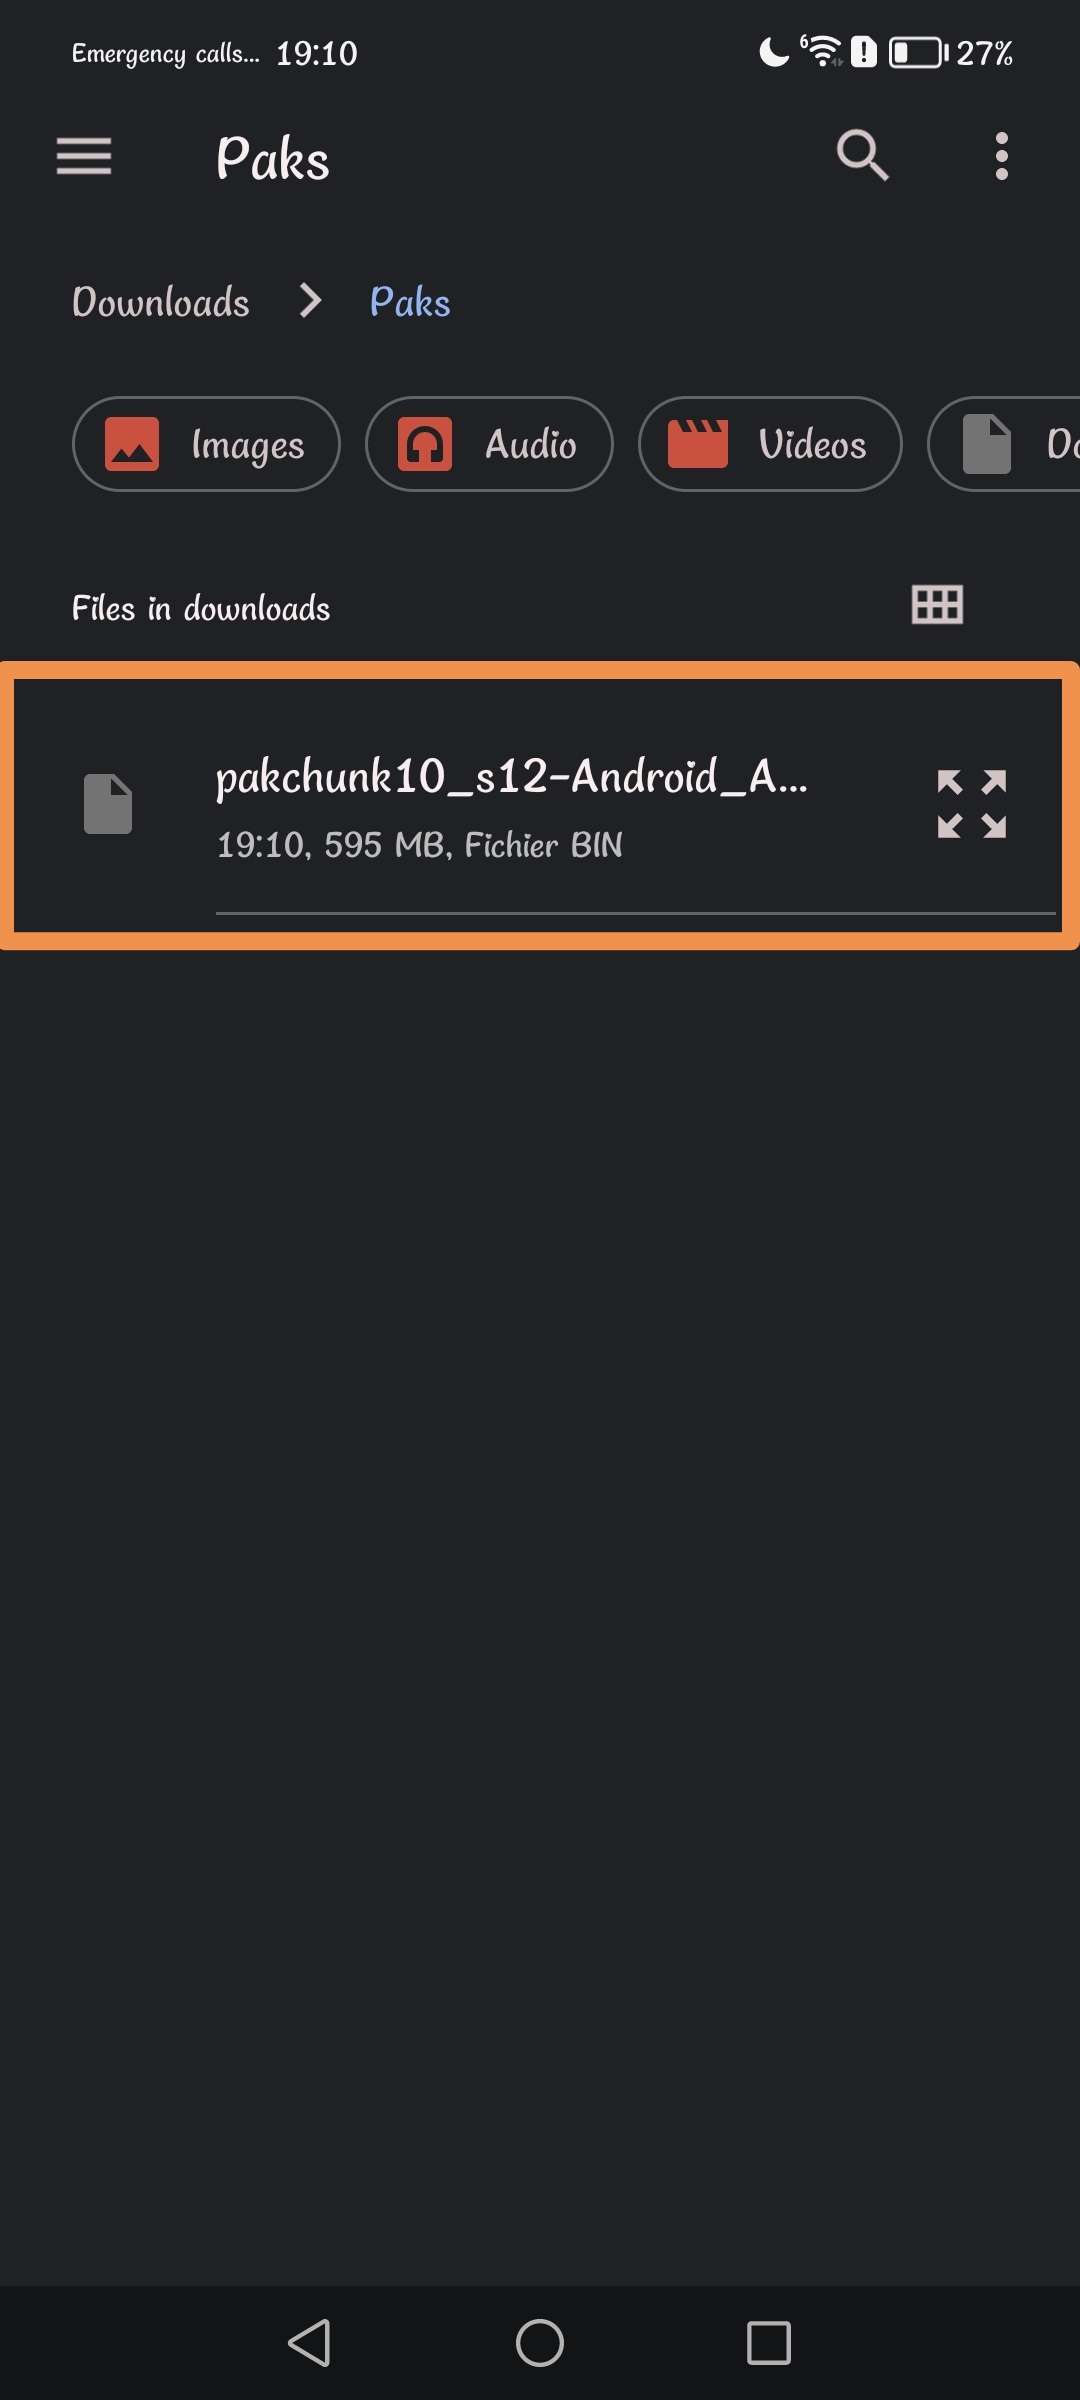 Emergency calls... 19:10 6 27%
Paks
Downloads Paks
Images Audio Videos
Files in downloads
pakchunk10_s12-Android_A...
19:10, 595 MB, Fichier BIN